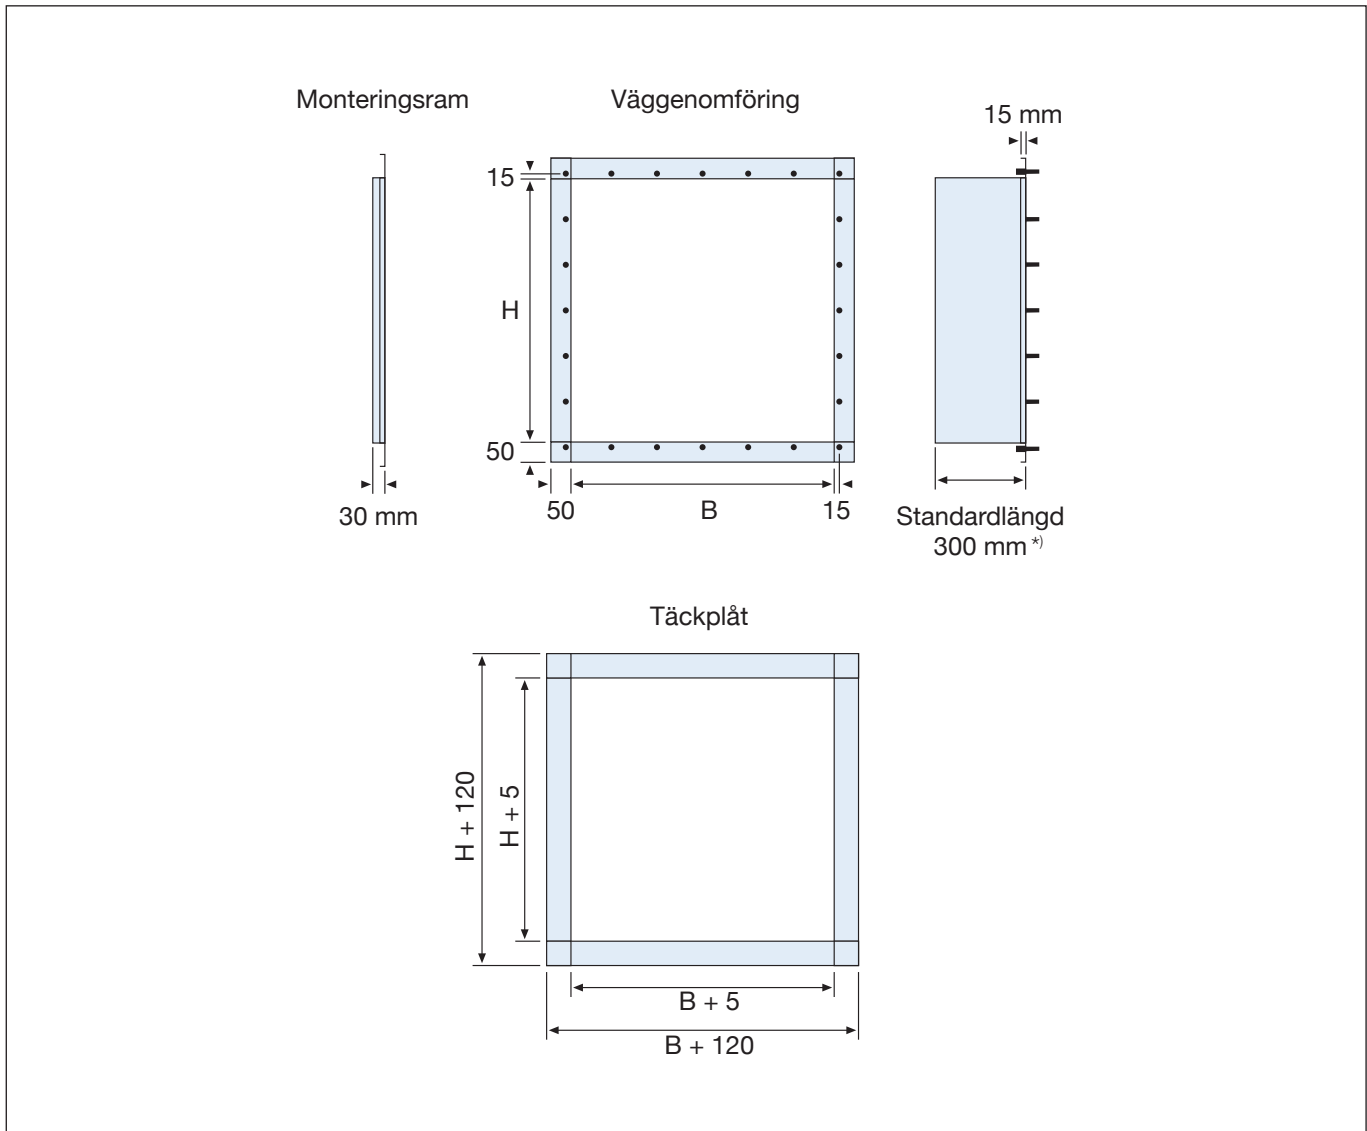 Monteringsram
Väggenomföring
15 mm
15
H
50
30 mm
50
B
15
Standardlängd
300 mm *)
Täckplåt
H + 120
H + 5
B + 5
B + 120